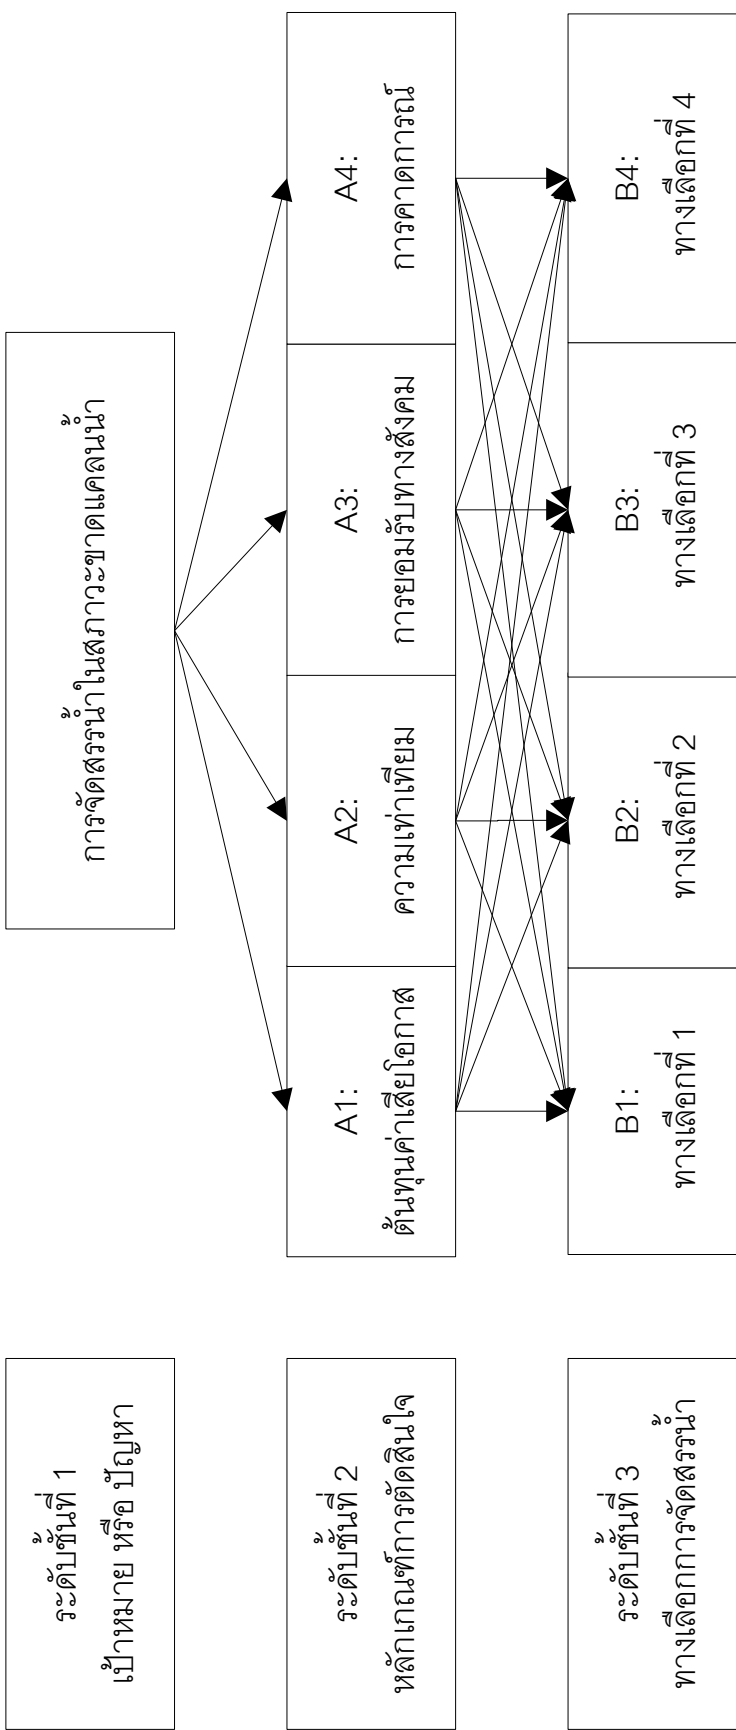 ระดับชั้นที่ 1
เป้าหมาย หรือ ปัญหา
การจัดสรรน้ำในสภาวะขาดแคลนน้ำ
ระดับชั้นที่ 2
หลักเกณฑ์การตัดสินใจ
A1:
ต้นทุนค่าเสียโอกาส
A2:
ความเท่าเทียม
A3:
การยอมรับทางสังคม
A4:
การคาดการณ์
ระดับชั้นที่ 3
ทางเลือกการจัดสรรน้ำ
B1:
ทางเลือกที่ 1
B2:
ทางเลือกที่ 2
B3:
ทางเลือกที่ 3
B4:
ทางเลือกที่ 4